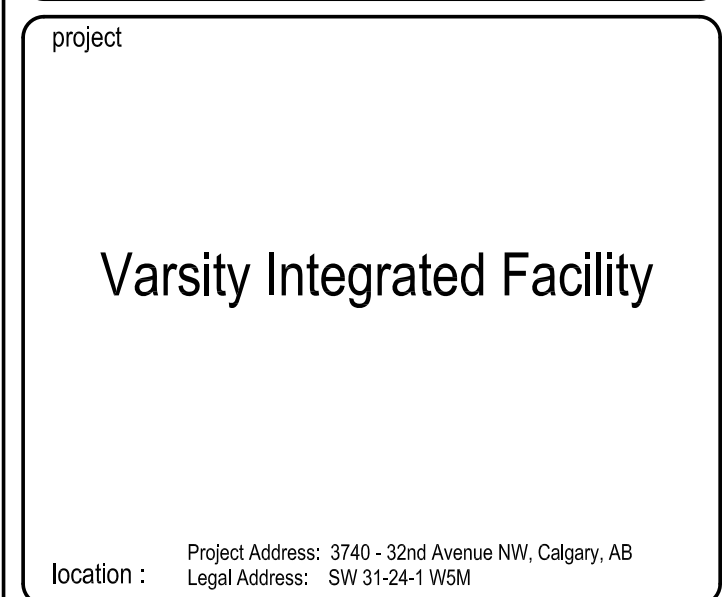 project
Varsity Integrated Facility
Project Address: 3740 - 32nd Avenue NW, Calgary, AB
location : Legal Address: SW 31-24-1 W5M